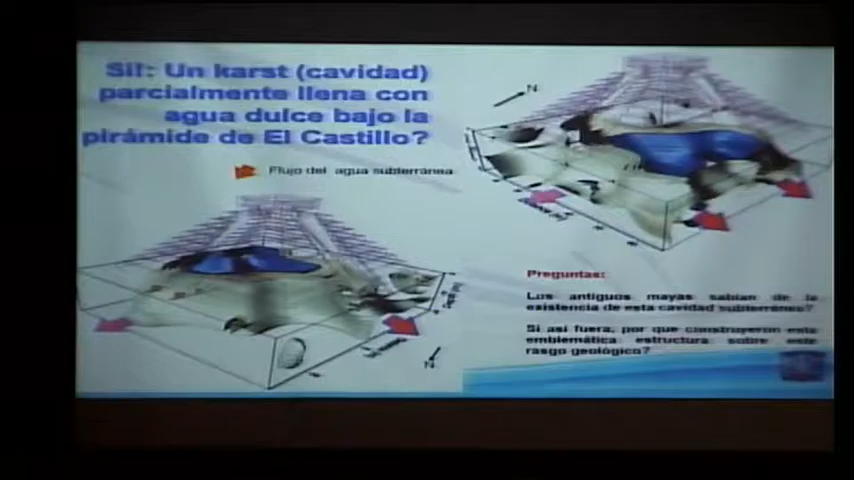 SiI: Un karst (cavidad)
parcialmente llena con
agua dulce bajo la
pirámide de El Castillo?
Flujo del agua subterránea
N
N
Preguntas:
Los antiguos mayas sabían de la
existencia de esta cavidad subterráneo?
Si así fuera, por que construyeron esta
emblemática estructura sobre este
rasgo geológico?